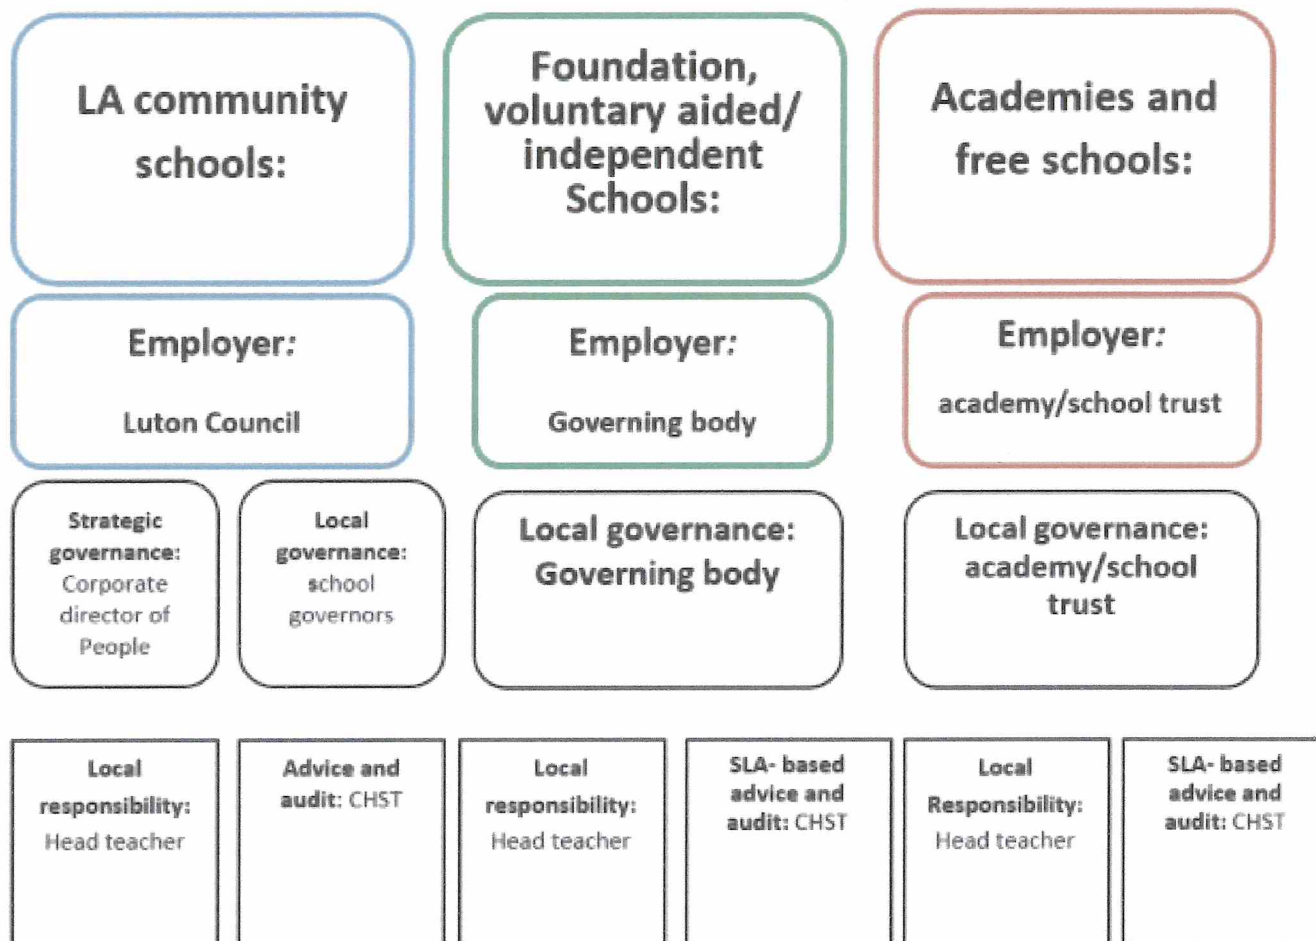 LA community
schools:
Foundation,
voluntary aided/
independent
Schools:
Academies and
free schools:
Employer:
Luton Council
Employer:
Governing body
Employer:
academy/school trust
Strategic
governance:
Corporate
director of
People
Local
governance:
school
governors
Local governance:
Governing body
Local governance:
academy/school
trust
Local
responsibility:
Head teacher
Advice and
audit: CHST
Local
responsibility:
Head teacher
SLA- based
advice and
audit: CHST
Local
Responsibility:
Head teacher
SLA- based
advice and
audit: CHST